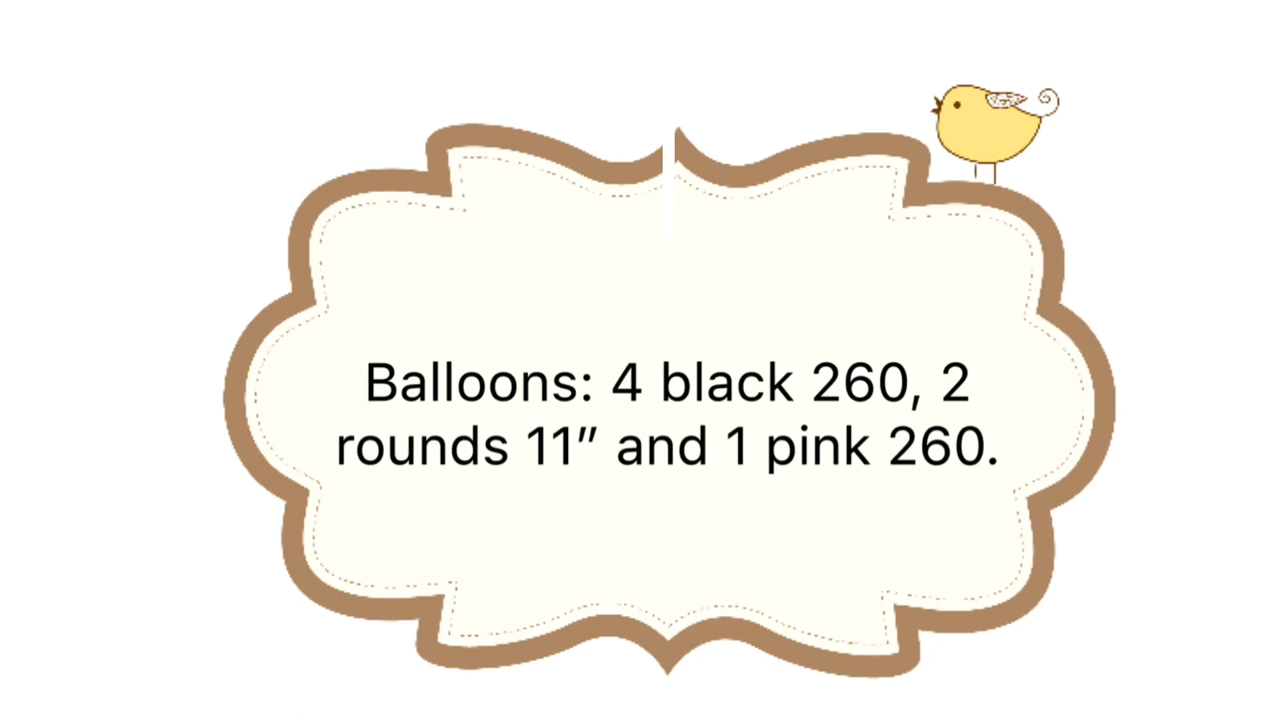 Balloons: 4 black 260, 2
rounds 11″ and 1 pink 260.